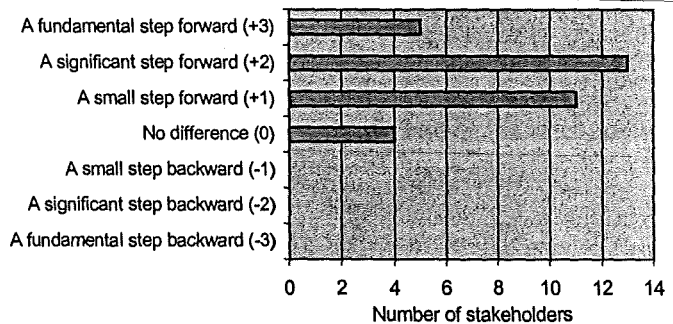 A fundamental step forward (+3)
A significant step forward (+2)
A small step forward (+1)
No difference (0)
A small step backward (-1)
A significant step backward (-2)
A fundamental step backward (-3)
0 2 4 6 8 10 12 14
Number of stakeholders